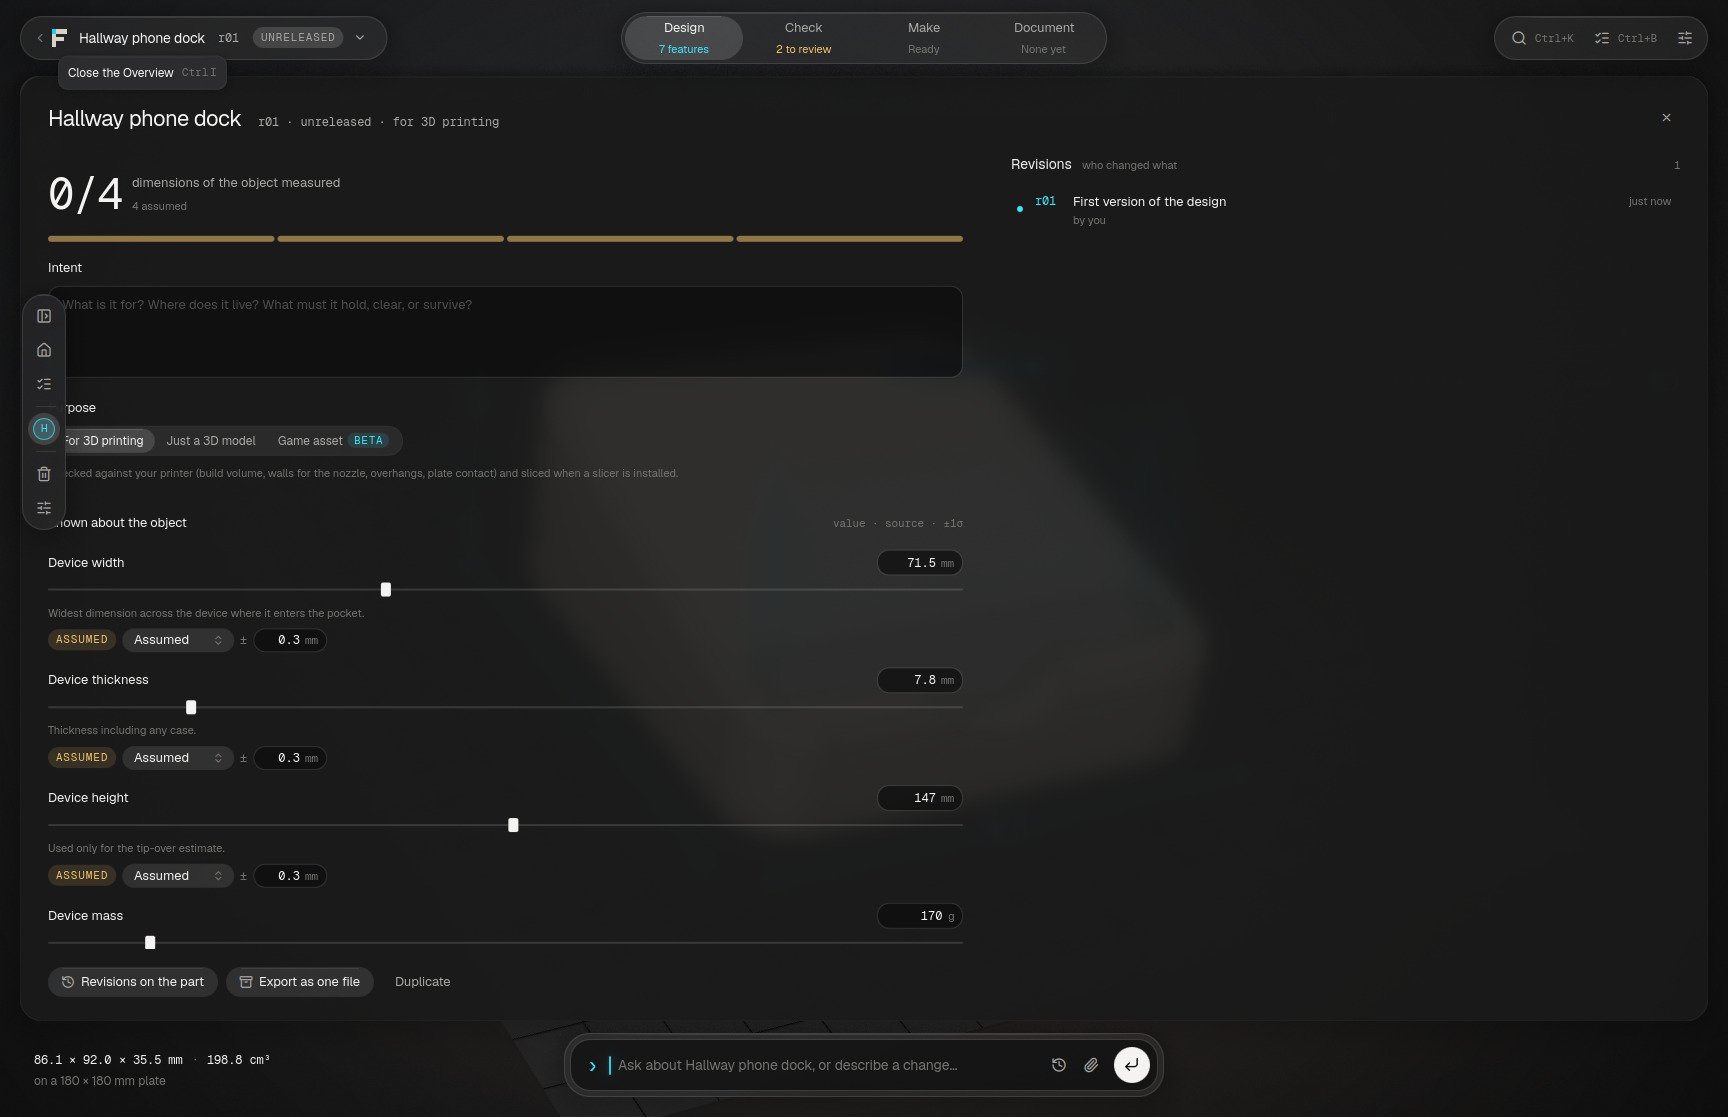 Hallway phone dock r01 UNRELEASED
Design
7 features
Check
2 to review
Make
Ready
Document
None yet
Ctrl+K
Ctrl+B
Close the Overview Ctrl I
Hallway phone dock r01 · unreleased · for 3D printing
0/4 dimensions of the object measured
4 assumed
Intent
What is it for? Where does it live? What must it hold, clear, or survive?
rpose
For 3D printing Just a 3D model Game asset BETA
ecked against your printer (build volume, walls for the nozzle, overhangs, plate contact) and sliced when a slicer is installed.
H
nown about the object value · source · ±1σ
Device width 71.5 mm
Widest dimension across the device where it enters the pocket.
ASSUMED Assumed ± 0.3 mm
Device thickness 7.8 mm
Thickness including any case.
ASSUMED Assumed ± 0.3 mm
Device height 147 mm
Used only for the tip-over estimate.
ASSUMED Assumed ± 0.3 mm
Device mass 170 g
Revisions on the part Export as one file Duplicate
Revisions who changed what 1
r01 First version of the design just now
by you
86.1 × 92.0 × 35.5 mm · 198.8 cm³
on a 180 × 180 mm plate
Ask about Hallway phone dock, or describe a change…